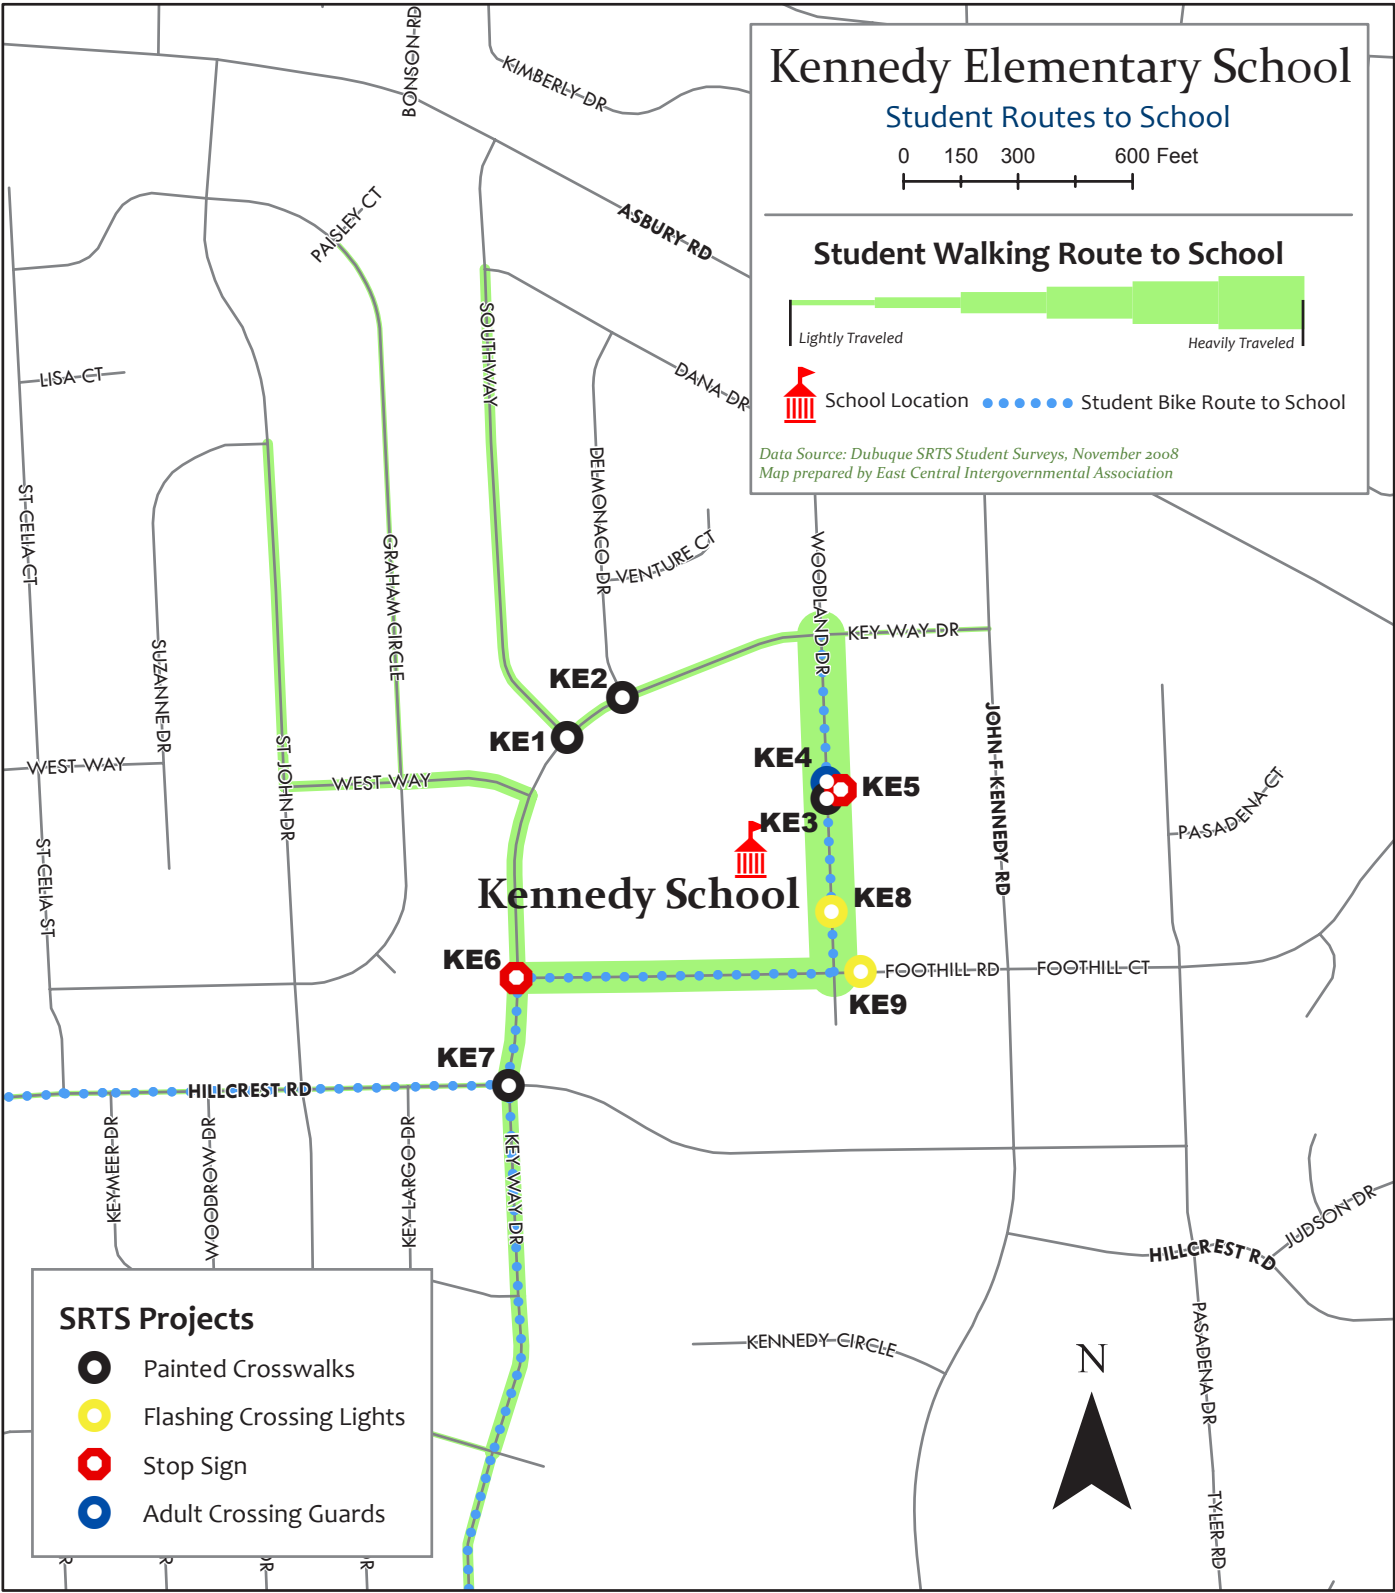 BONSON RD
KIMBERLY DR
Kennedy Elementary School
Student Routes to School
0 150 300 600 Feet
PAISLEY CT
ASBURY RD
Student Walking Route to School
Lightly Traveled
Heavily Traveled
School Location
Student Bike Route to School
Data Source: Dubuque SRTS Student Surveys, November 2008
Map prepared by East Central Intergovernmental Association
SOUTHWAY
LISA CT
DANA DR
ST CELIA CT
DELMONACO DR
VENTURE CT
WOODLAND DR
GRAHAM CIRCLE
KEY WAY DR
SUZANNE DR
KE2
KE1
JOHN F KENNEDY RD
ST JOHN DR
WEST WAY
WEST WAY
KE4
KE5
KE3
PASADENA CT
ST CELIA ST
Kennedy School
KE8
KE6
FOOTHILL RD
FOOTHILL CT
KE9
KE7
HILLCREST RD
KEYMEER DR
WOODROW DR
KEY LARGO DR
KEY WAY DR
JUDSON DR
HILLCREST RD
SRTS Projects
Painted Crosswalks
Flashing Crossing Lights
Stop Sign
Adult Crossing Guards
KENNEDY CIRCLE
N
PASADENA DR
TYLER RD
R
R
DR
DR